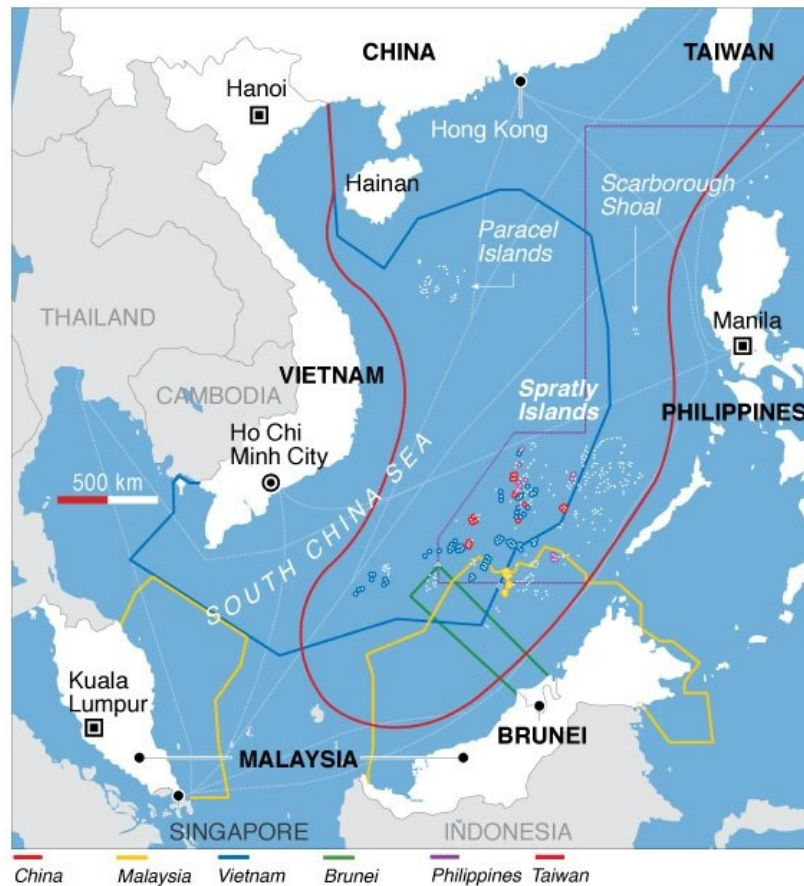 CHINA
TAIWAN
Hanoi
Hong Kong
Hainan
Scarborough
Shoal
Paracel
Islands
THAILAND
Manila
VIETNAM
CAMBODIA
Spratly
Islands
PHILIPPINES
Ho Chi
Minh City
500 km
SOUTH CHINA SEA
Kuala
Lumpur
BRUNEI
MALAYSIA
SINGAPORE
INDONESIA
China
Malaysia
Vietnam
Brunei
Philippines
Taiwan